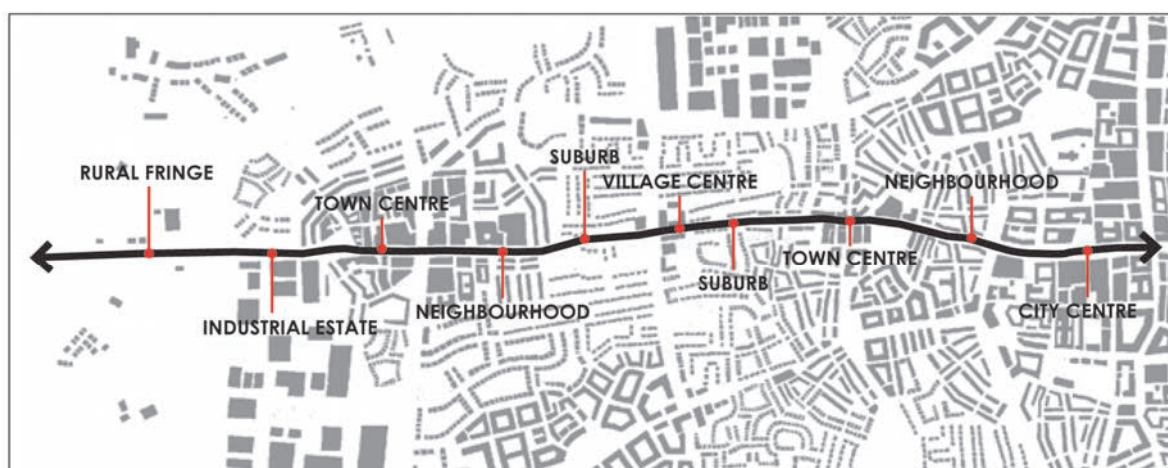 RURAL FRINGE
INDUSTRIAL ESTATE
TOWN CENTRE
NEIGHBOURHOOD
SUBURB
VILLAGE CENTRE
SUBURB
TOWN CENTRE
NEIGHBOURHOOD
CITY CENTRE